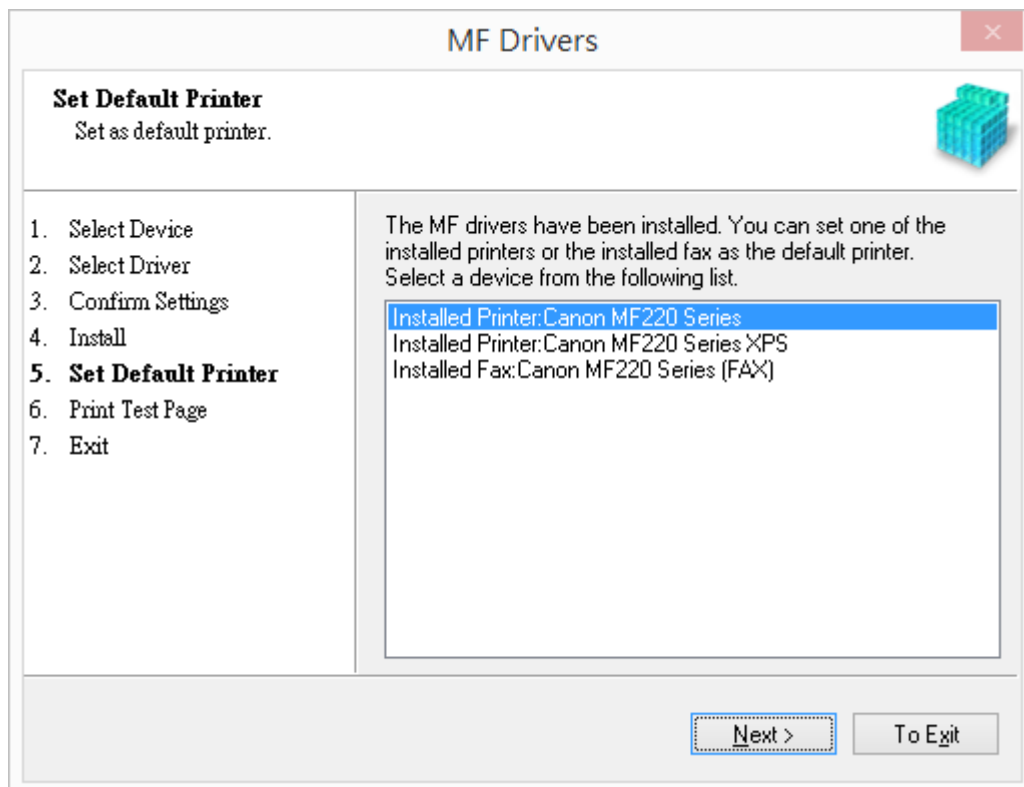 MF Drivers
Set Default Printer
Set as default printer.
1. Select Device
2. Select Driver
3. Confirm Settings
4. Install
5. Set Default Printer
6. Print Test Page
7. Exit
The MF drivers have been installed. You can set one of the
installed printers or the installed fax as the default printer.
Select a device from the following list.
Installed Printer:Canon MF220 Series
Installed Printer:Canon MF220 Series XPS
Installed Fax:Canon MF220 Series (FAX)
Next >
To Exit